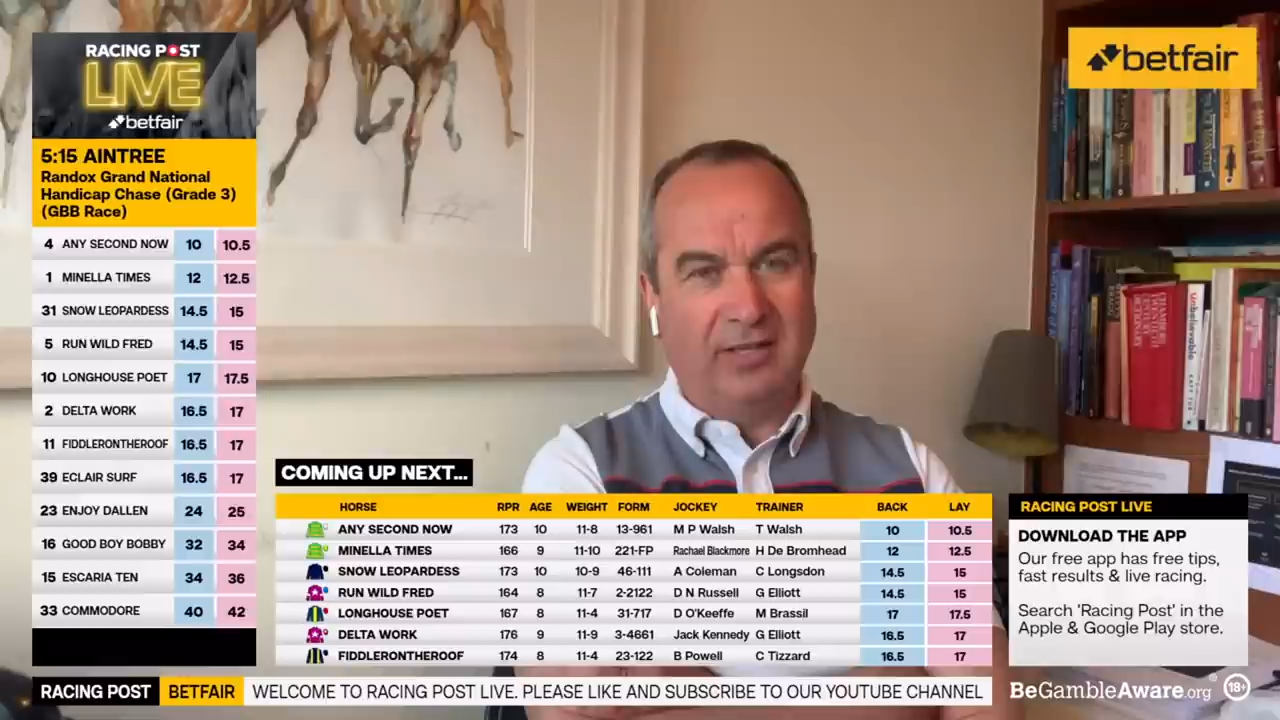 RACING POST
LIVE
betfair
5:15 AINTREE
Randox Grand National
Handicap Chase (Grade 3)
(GBB Race)
4 ANY SECOND NOW 10 10.5
1 MINELLA TIMES 12 12.5
31 SNOW LEOPARDESS 14.5 15
5 RUN WILD FRED 14.5 15
10 LONGHOUSE POET 17 17.5
2 DELTA WORK 16.5 17
11 FIDDLERONTHEROOF 16.5 17
39 ECLAIR SURF 16.5 17
23 ENJOY DALLEN 24 25
16 GOOD BOY BOBBY 32 34
15 ESCARIA TEN 34 36
33 COMMODORE 40 42
betfair
CHAMBERS
TWENTIETH
CENTURY
DICTIONARY
Unbelievable
COMING UP NEXT...
HORSE RPR AGE WEIGHT FORM JOCKEY TRAINER BACK LAY
ANY SECOND NOW 173 10 11-8 13-961 M P Walsh T Walsh 10 10.5
MINELLA TIMES 166 9 11-10 221-FP Rachael Blackmore H De Bromhead 12 12.5
SNOW LEOPARDESS 173 10 10-9 46-111 A Coleman C Longsdon 14.5 15
RUN WILD FRED 164 8 11-7 2-2122 D N Russell G Elliott 14.5 15
LONGHOUSE POET 167 8 11-4 31-717 D O'Keeffe M Brassil 17 17.5
DELTA WORK 176 9 11-9 3-4661 Jack Kennedy G Elliott 16.5 17
FIDDLERONTHEROOF 174 8 11-4 23-122 B Powell C Tizzard 16.5 17
RACING POST LIVE
DOWNLOAD THE APP
Our free app has free tips,
fast results & live racing.
Search 'Racing Post' in the
Apple & Google Play store.
RACING POST BETFAIR WELCOME TO RACING POST LIVE. PLEASE LIKE AND SUBSCRIBE TO OUR YOUTUBE CHANNEL
BeGambleAware.org 18+